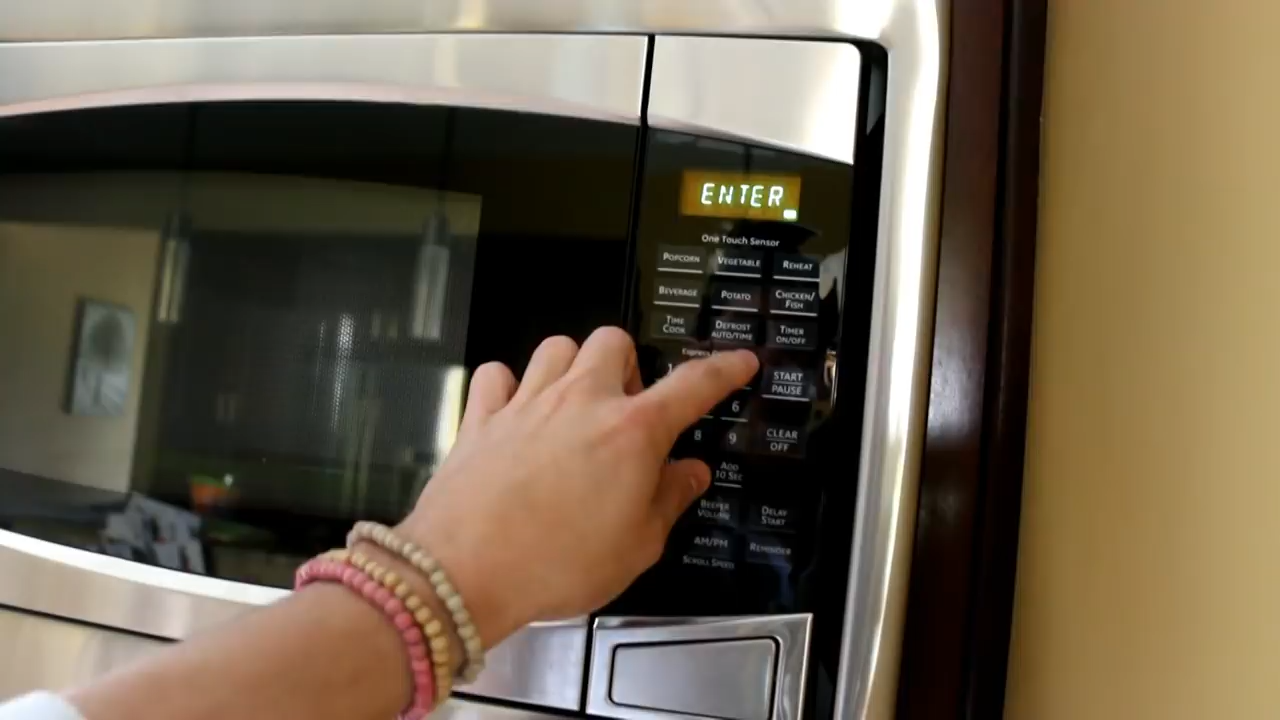 ENTER
One Touch Sensor
POPCORN VEGETABLE REHEAT
BEVERAGE POTATO CHICKEN/
FISH
TIME
COOK
DEFROST
AUTO/TIME
TIMER
ON/OFF
START
PAUSE
6
8 9
CLEAR
OFF
ADD
10 SEC
BEEPER
VOLUME
DELAY
START
AM/PM REMINDER
SCROLL SPEED